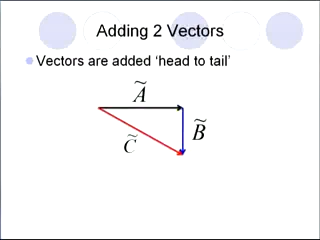 Adding 2 Vectors
Vectors are added ‘head to tail’
Ã
B̃
C̃